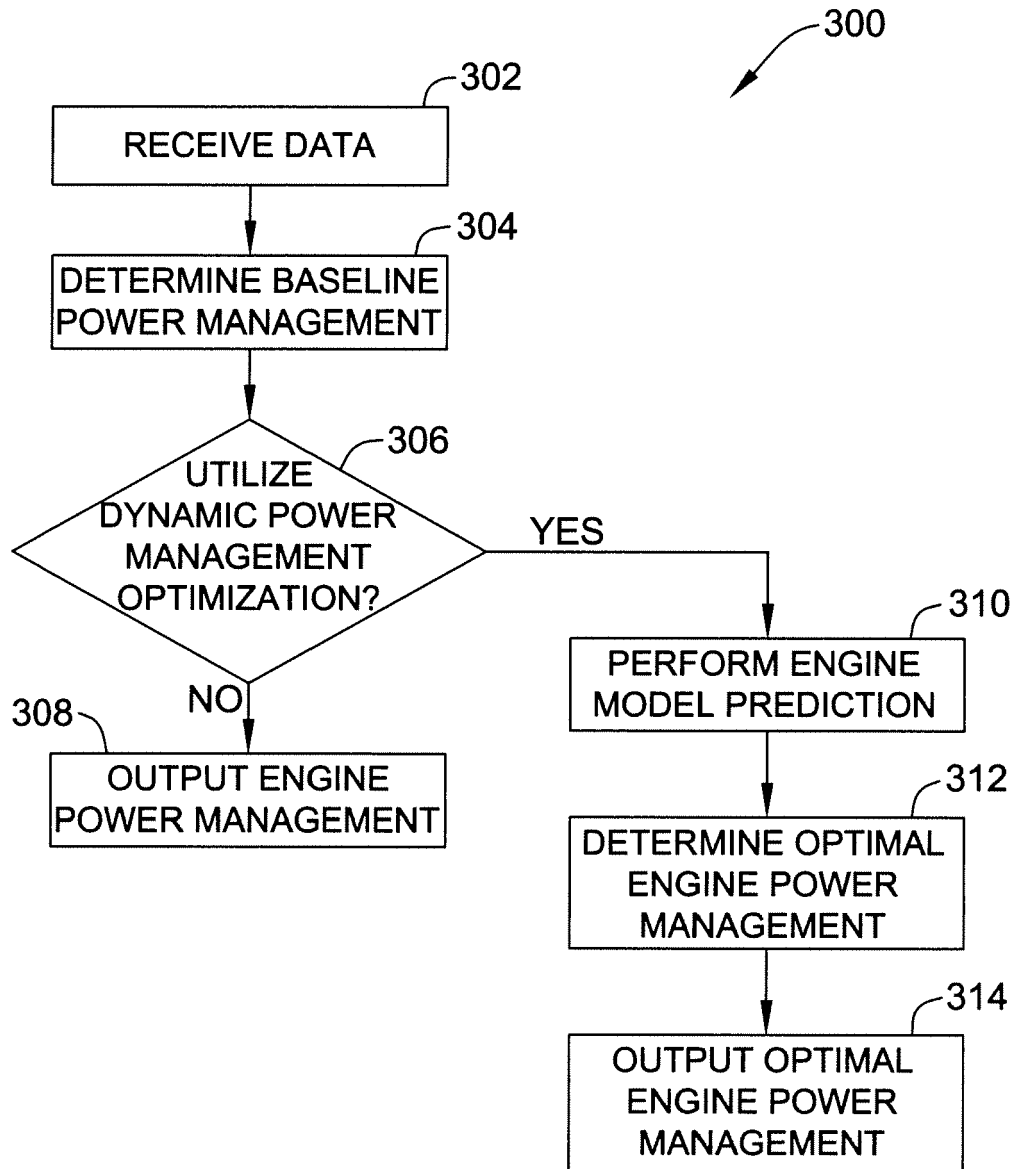 300
302
RECEIVE DATA
304
DETERMINE BASELINE
POWER MANAGEMENT
306
UTILIZE
DYNAMIC POWER
MANAGEMENT
OPTIMIZATION?
YES
NO
308
OUTPUT ENGINE
POWER MANAGEMENT
310
PERFORM ENGINE
MODEL PREDICTION
312
DETERMINE OPTIMAL
ENGINE POWER
MANAGEMENT
314
OUTPUT OPTIMAL
ENGINE POWER
MANAGEMENT